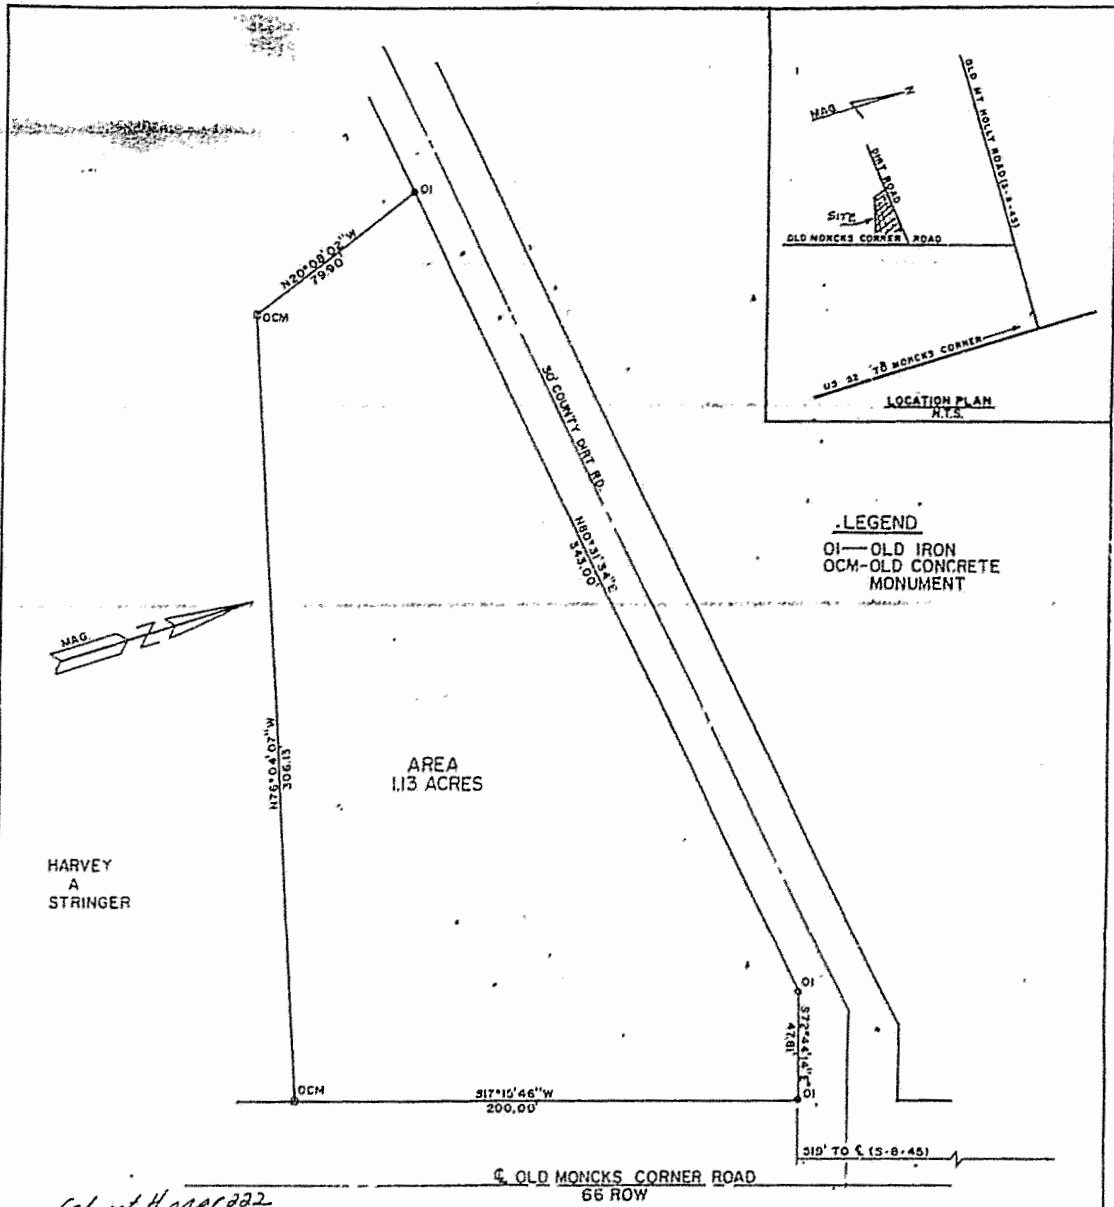 MAG
N
OLD MT HOLLY ROAD (S-8-45)
DIRT ROAD
SITE
OLD MONCKS CORNER ROAD
US 52 TO MONCKS CORNER
LOCATION PLAN
N.T.S.
OI
N20°08'02"W
79.90'
OCM
30' COUNTY DIRT RD.
N80°31'34"E
343.00'
LEGEND
OI—OLD IRON
OCM-OLD CONCRETE
MONUMENT
MAG.
N
N76°04'07"W
306.13'
AREA
1.13 ACRES
HARVEY
A
STRINGER
OI
S72°44'14"E
47.81'
OCM
S17°15'46"W
200.00'
OI
519' TO ℄ (S-8-45)
℄ OLD MONCKS CORNER ROAD
66 ROW